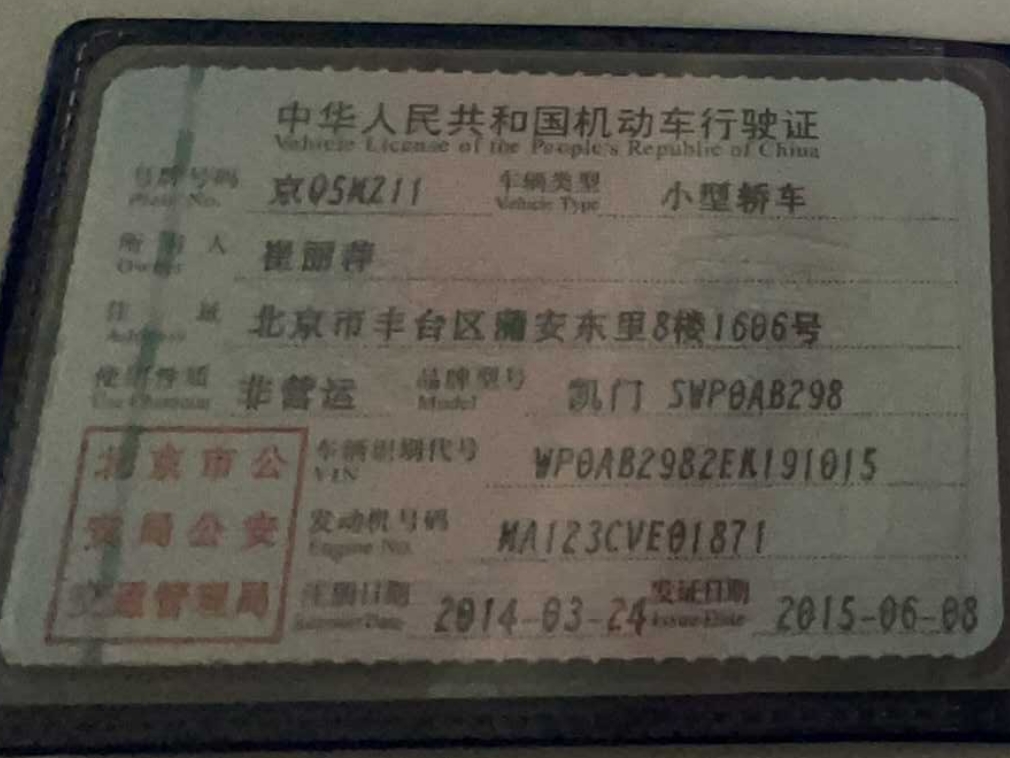 中华人民共和国机动车行驶证
Vehicle License of the People's Republic of China
号牌号码 京Q5KZ11 车辆类型 小型轿车
Plate No. Vehicle Type
所有人 崔丽萍
Owner
住 址 北京市丰台区蒲安东里8楼1606号
Address
使用性质 非营运 品牌型号 凯门 SWP0AB298
Use Character Model
北京市公 车辆识别代号 WP0AB2982EK191015
VIN
安局公安 发动机号码 MA123CVE01871
Engine No.
交通管理局 注册日期 2014-03-24 发证日期 2015-06-08
Register Date Issue Date